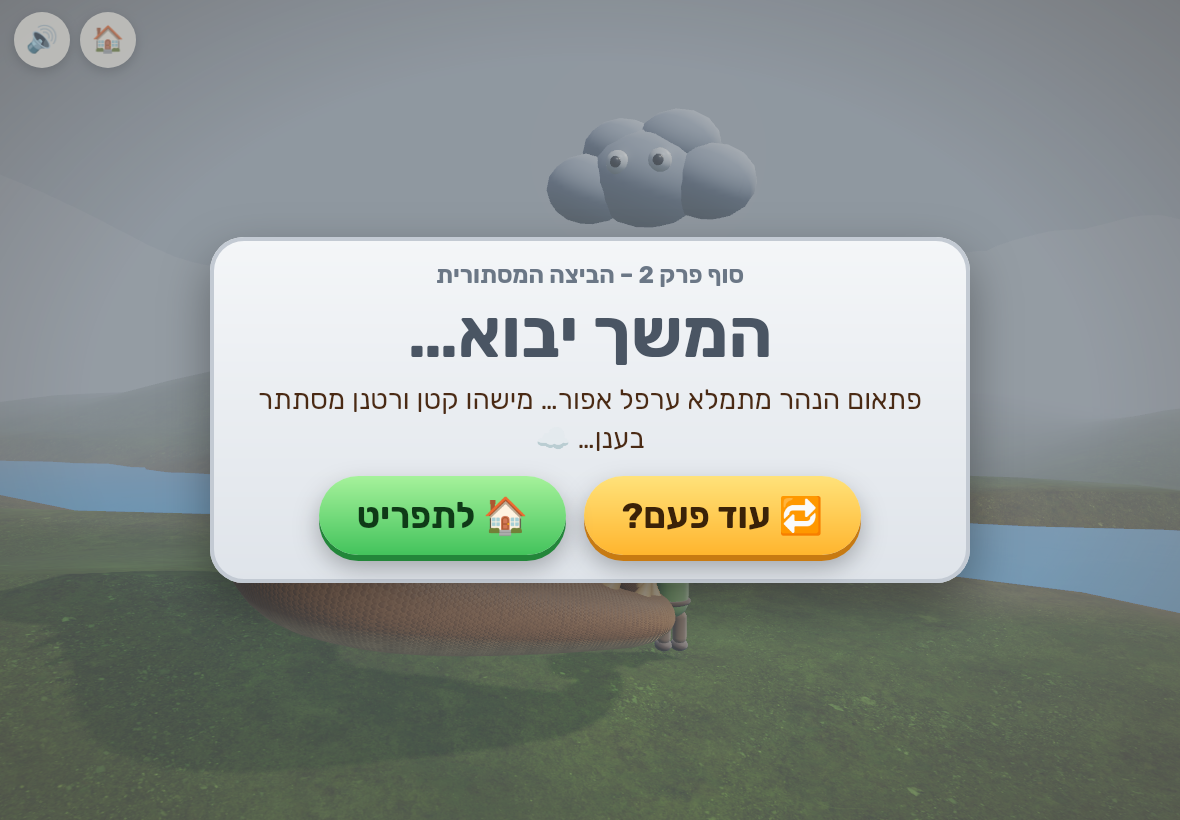 סוף פרק 2 – הביצה המסתורית
המשך יבוא...
פתאום הנהר מתמלא ערפל אפור... מישהו קטן ורטנן מסתתר
בענן... ☁️
🔁 עוד פעם?
🏠 לתפריט